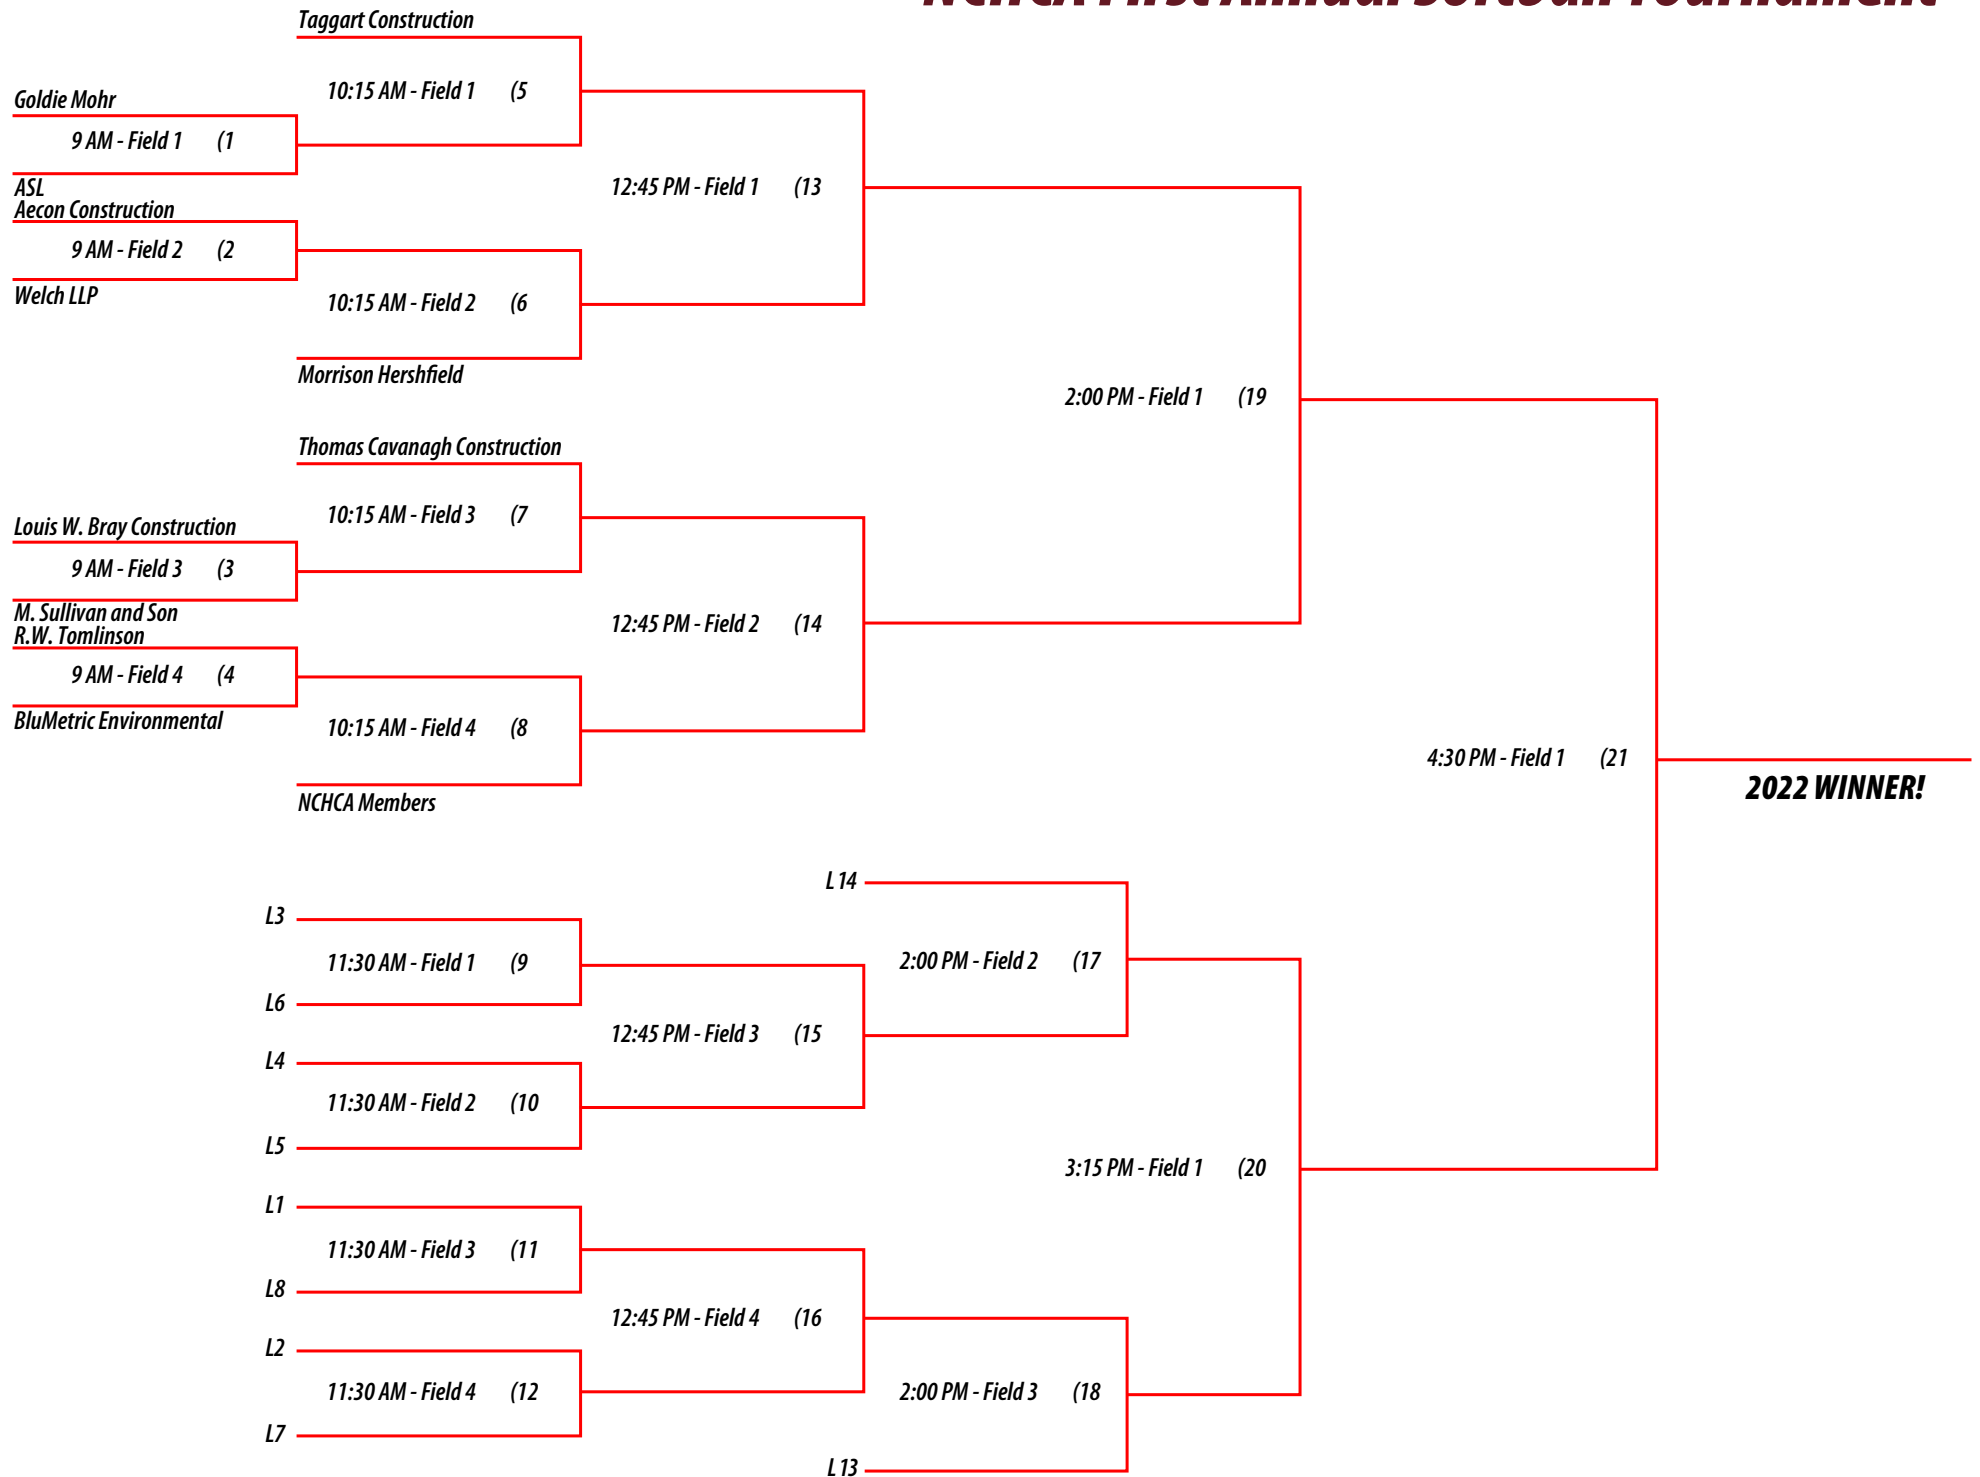 NCHCA First Annual Softball Tournament
Taggart Construction
10:15 AM - Field 1 (5
Goldie Mohr
9 AM - Field 1 (1
ASL
Aecon Construction
9 AM - Field 2 (2
Welch LLP
10:15 AM - Field 2 (6
Morrison Hershfield
12:45 PM - Field 1 (13
2:00 PM - Field 1 (19
Thomas Cavanagh Construction
10:15 AM - Field 3 (7
Louis W. Bray Construction
9 AM - Field 3 (3
M. Sullivan and Son
R.W. Tomlinson
9 AM - Field 4 (4
BluMetric Environmental
12:45 PM - Field 2 (14
10:15 AM - Field 4 (8
NCHCA Members
4:30 PM - Field 1 (21
2022 WINNER!
L 14
L3
11:30 AM - Field 1 (9
L6
2:00 PM - Field 2 (17
12:45 PM - Field 3 (15
L4
11:30 AM - Field 2 (10
L5
3:15 PM - Field 1 (20
L1
11:30 AM - Field 3 (11
L8
12:45 PM - Field 4 (16
L2
11:30 AM - Field 4 (12
L7
2:00 PM - Field 3 (18
L 13